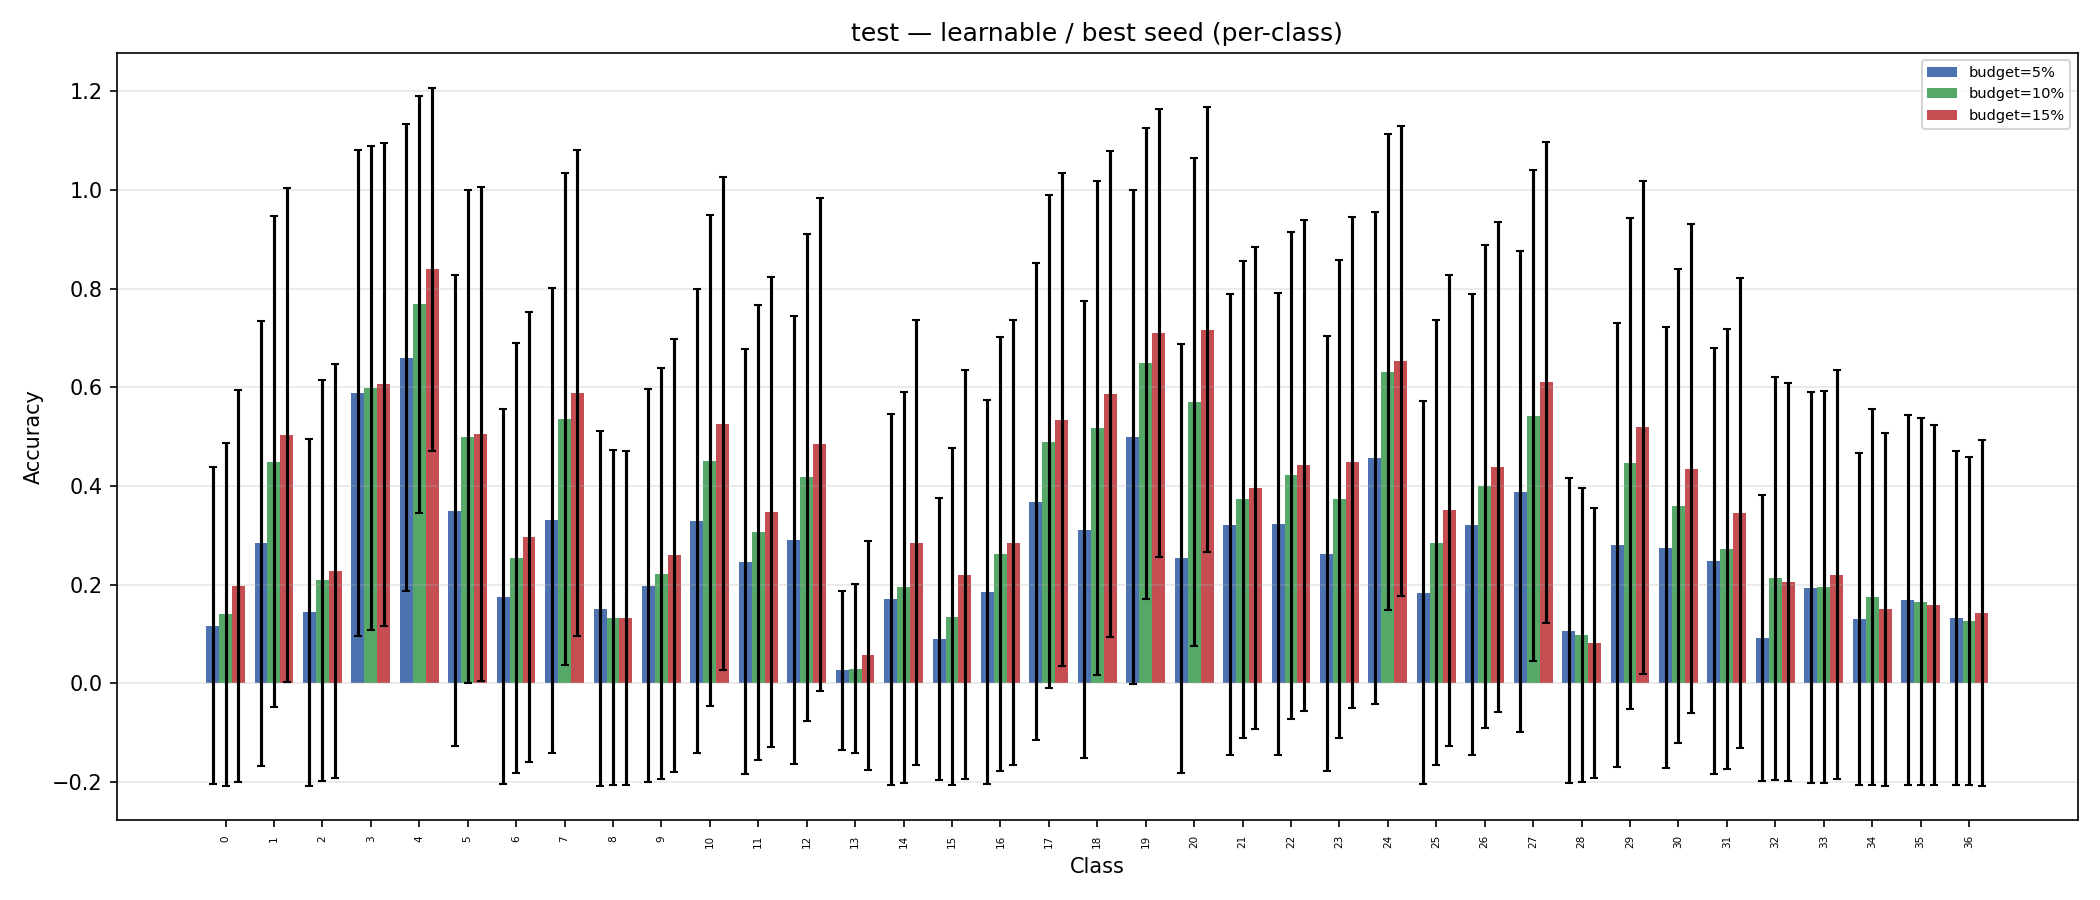 test — learnable / best seed (per-class)
budget=5%
budget=10%
budget=15%
Accuracy
1.2
1.0
0.8
0.6
0.4
0.2
0.0
−0.2
0 1 2 3 4 5 6 7 8 9 10 11 12 13 14 15 16 17 18 19 20 21 22 23 24 25 26 27 28 29 30 31 32 33 34 35 36
Class